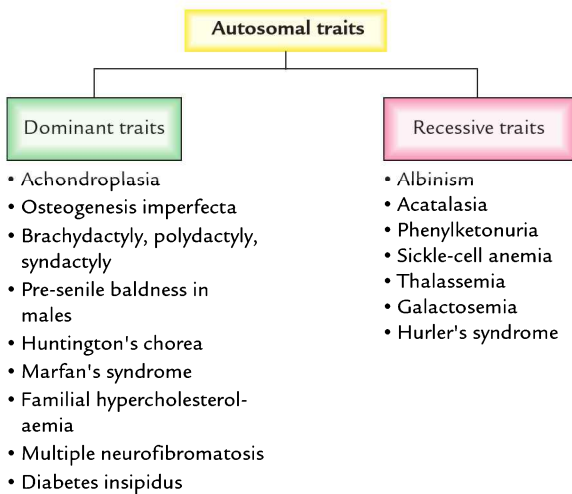 Autosomal traits
Dominant traits
• Achondroplasia
• Osteogenesis imperfecta
• Brachydactyly, polydactyly,
syndactyly
• Pre-senile baldness in
males
• Huntington's chorea
• Marfan's syndrome
• Familial hypercholesterol-
aemia
• Multiple neurofibromatosis
• Diabetes insipidus
Recessive traits
• Albinism
• Acatalasia
• Phenylketonuria
• Sickle-cell anemia
• Thalassemia
• Galactosemia
• Hurler's syndrome